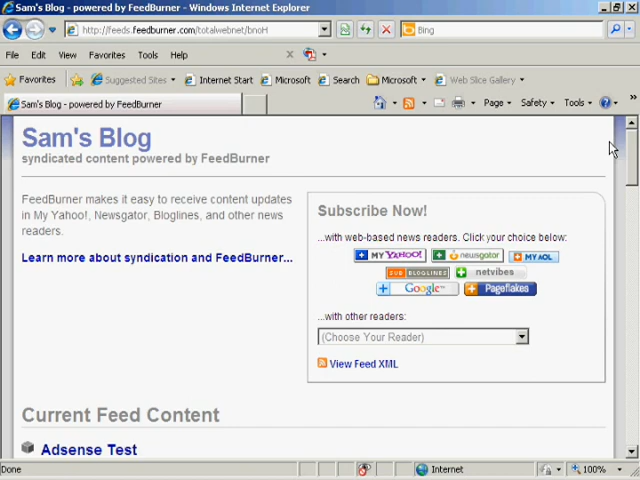 Sam's Blog - powered by FeedBurner - Windows Internet Explorer
http://feeds.feedburner.com/totalwebnet/bnoH
Bing
File Edit View Favorites Tools Help
Favorites Suggested Sites Internet Start Microsoft Search Microsoft Web Slice Gallery
Sam's Blog - powered by FeedBurner
Page Safety Tools
Sam's Blog
syndicated content powered by FeedBurner
FeedBurner makes it easy to receive content updates
in My Yahoo!, Newsgator, Bloglines, and other news
readers.
Learn more about syndication and FeedBurner...
Subscribe Now!
...with web-based news readers. Click your choice below:
MY YAHOO! newsgator MY AOL
SUB BLOGLINES netvibes
Google™ Pageflakes
...with other readers:
(Choose Your Reader)
View Feed XML
Current Feed Content
Adsense Test
Done
Internet
100%